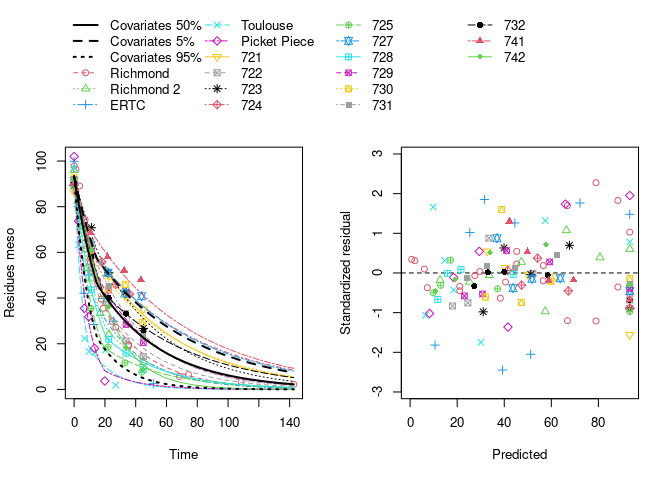 Covariates 50% Toulouse 725 732
Covariates 5% Picket Piece 727 741
Covariates 95% 721 728 742
Richmond 722 729
Richmond 2 723 730
ERTC 724 731
Residues meso
100
80
60
40
20
0
0 20 40 60 80 100 140
Time
Standardized residual
3
2
1
0
-1
-2
-3
0 20 40 60 80
Predicted